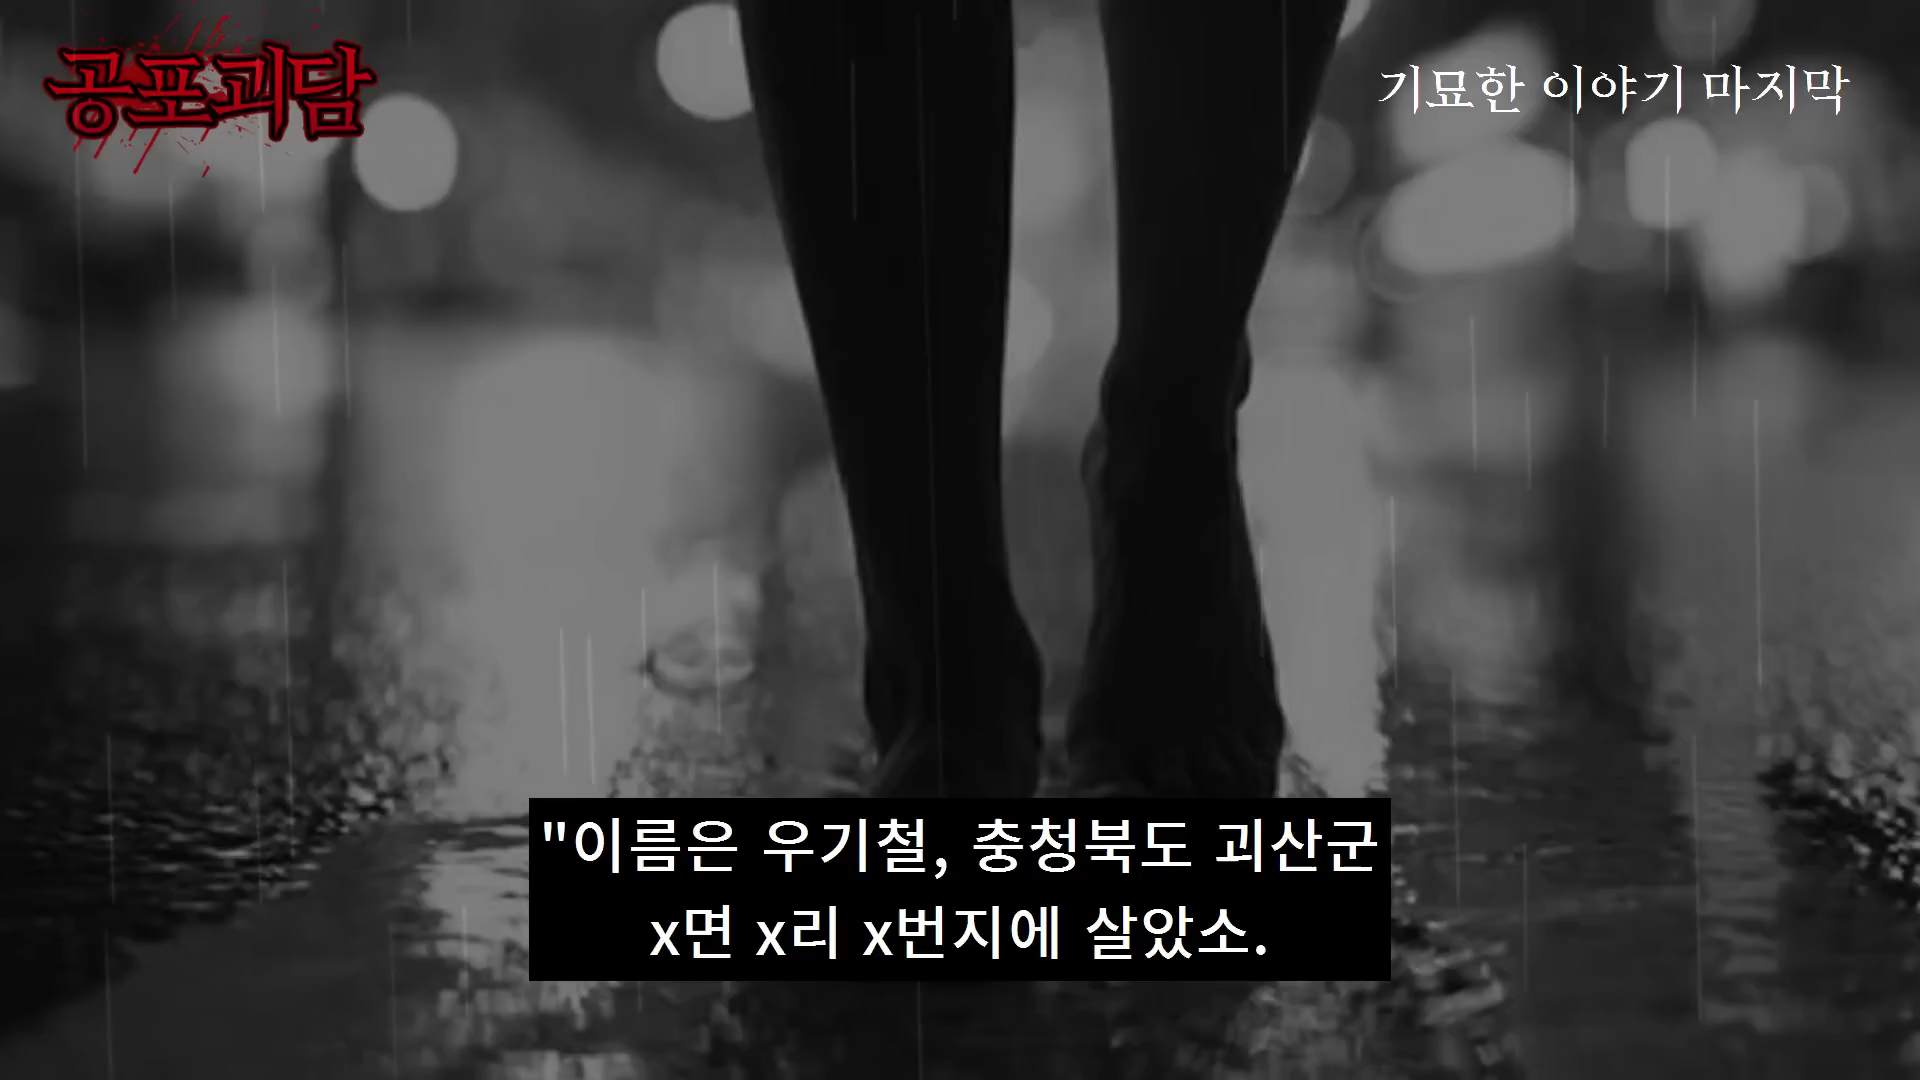 공포괴담
기묘한 이야기 마지막
"이름은 우기철, 충청북도 괴산군
x면 x리 x번지에 살았소.